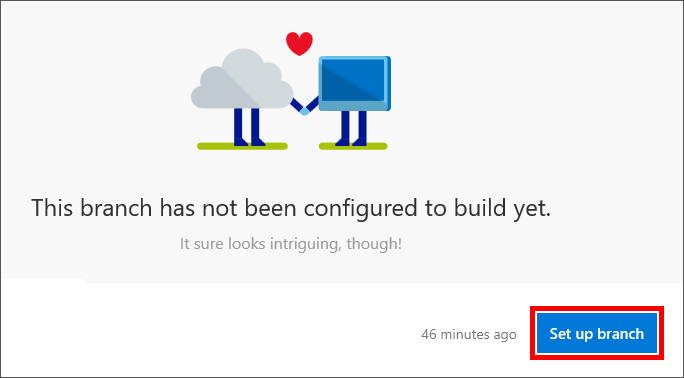 This branch has not been configured to build yet.
It sure looks intriguing, though!
46 minutes ago
Set up branch